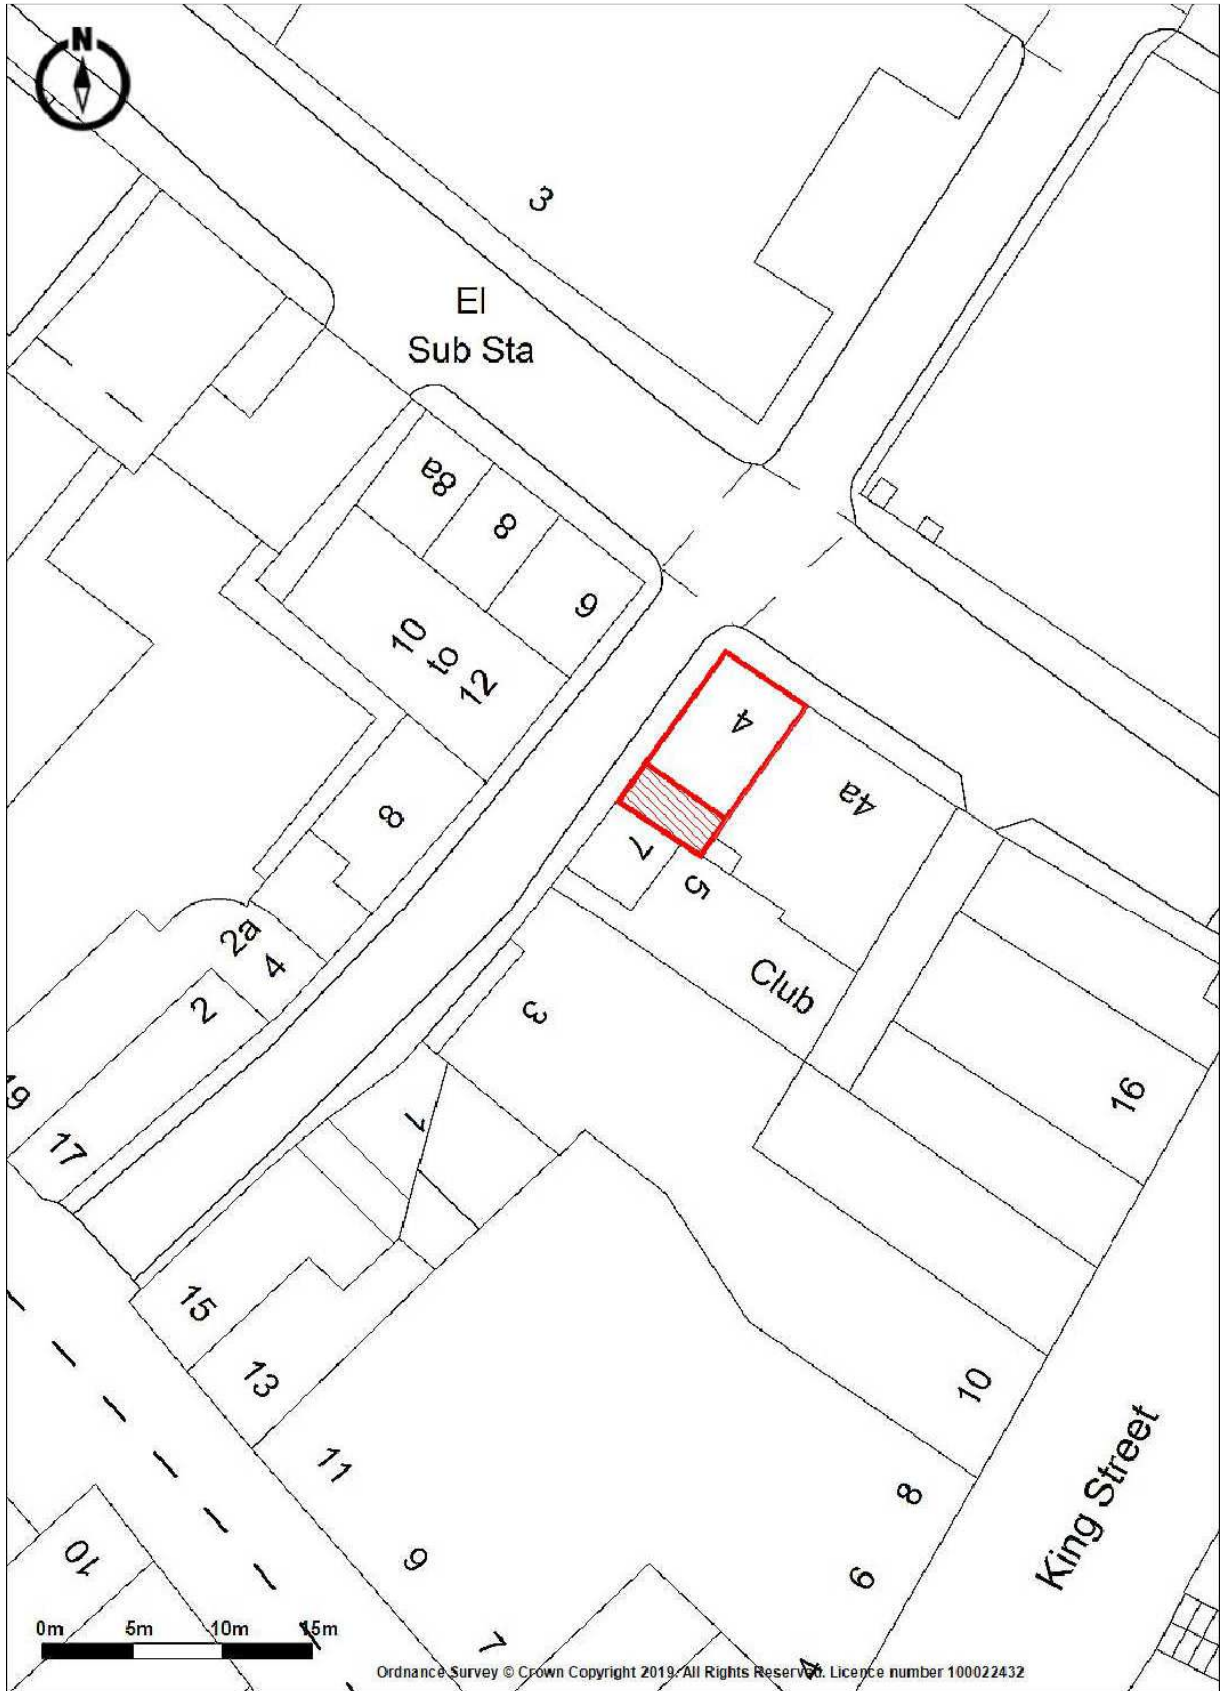 N
3
El
Sub Sta
8a
8
6
10
to
12
4
4a
8
7
5
2a
4
Club
2
3
19
17
1
16
15
13
10
11
8
King Street
9
6
10
7
4
0m 5m 10m 15m
Ordnance Survey © Crown Copyright 2019. All Rights Reserved. Licence number 100022432